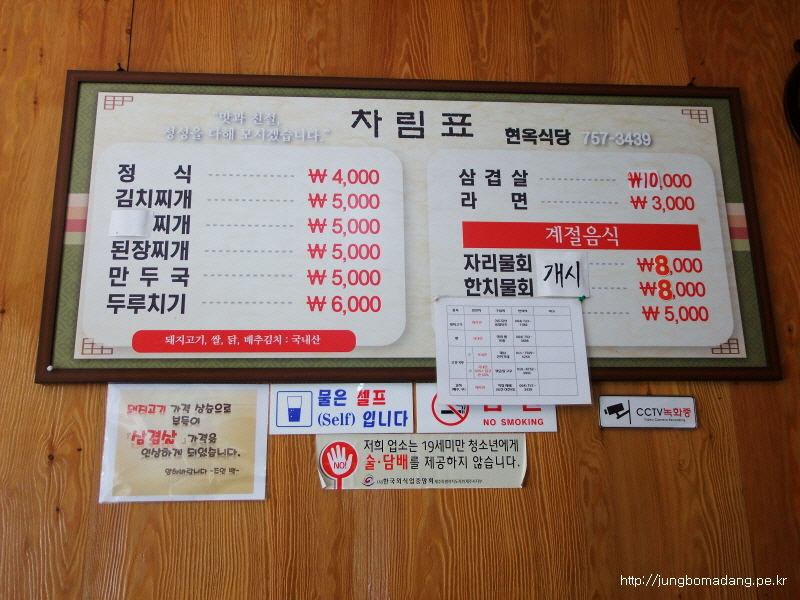 "맛과 친절
정성을 다해 모시겠습니다."
차림표
현옥식당 757-3439
정식 ₩4,000
김치찌개 ₩5,000
찌개 ₩5,000
된장찌개 ₩5,000
만두국 ₩5,000
두루치기 ₩6,000
돼지고기, 쌀, 닭, 배추김치 : 국내산
삼겹살 ₩10,000
라면 ₩3,000
계절음식
자리물회 ₩8,000
한치물회 개시 ₩8,000
₩5,000
돼지고기 가격 상승으로
부득이
"삼겹살" 가격을
인상하게 되었습니다.
물은 셀프
(Self) 입니다
NO SMOKING
CCTV녹화중
NO!
저희 업소는 19세미만 청소년에게
술·담배를 제공하지 않습니다.
(사)한국외식업중앙회
http://jungbomadang.pe.kr